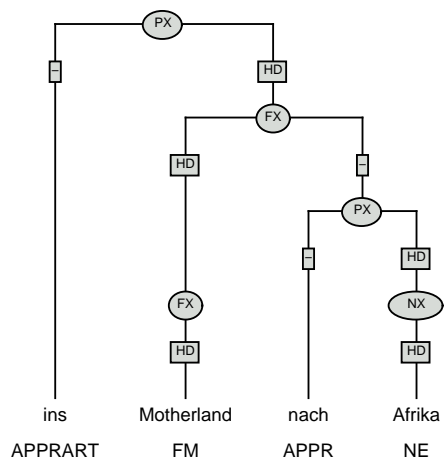 PX
– HD
FX
HD –
PX
– HD
FX NX
HD HD
ins Motherland nach Afrika
APPRART FM APPR NE